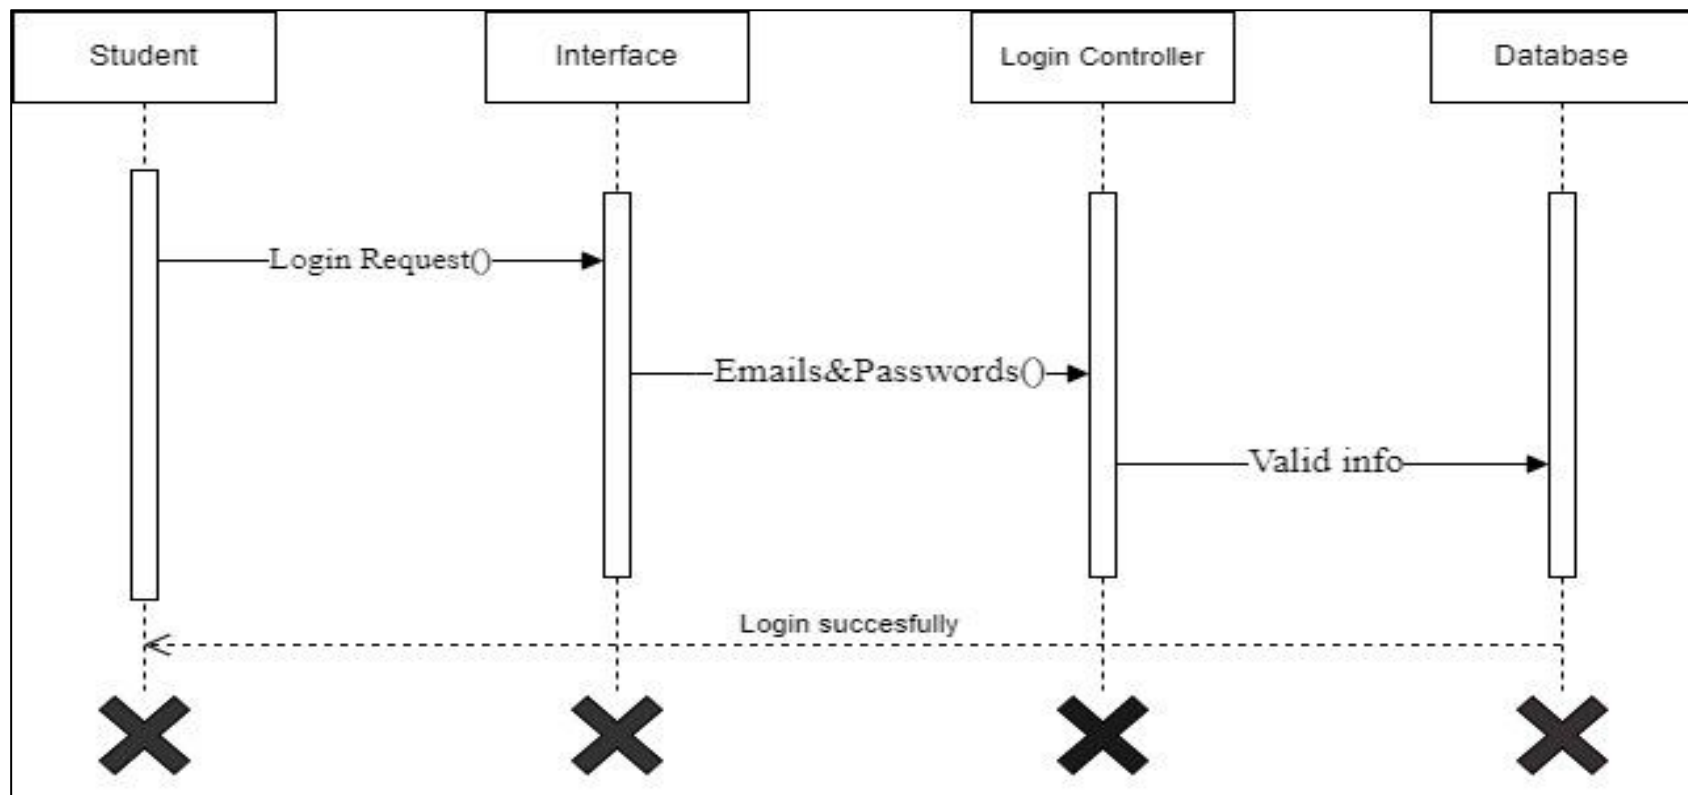 Student
Interface
Login Controller
Database
Login Request()
Emails&Passwords()
Valid info
Login succesfully